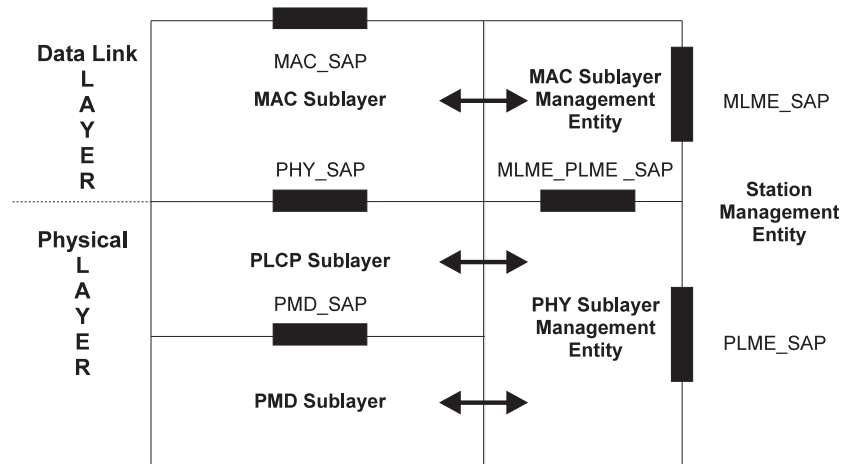 Data Link
L
A
Y
E
R
MAC_SAP
MAC Sublayer
MAC Sublayer
Management
Entity
MLME_SAP
PHY_SAP
MLME_PLME _SAP
Station
Management
Entity
Physical
L
A
Y
E
R
PLCP Sublayer
PMD_SAP
PHY Sublayer
Management
Entity
PLME_SAP
PMD Sublayer